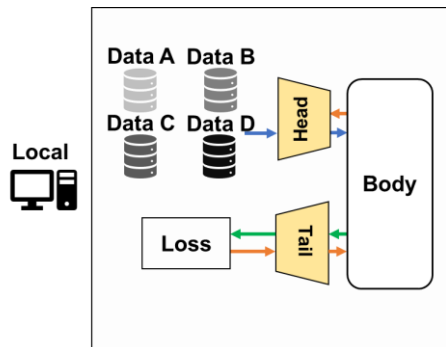 Data A Data B
Data C Data D
Head
Local
Body
Loss
Tail